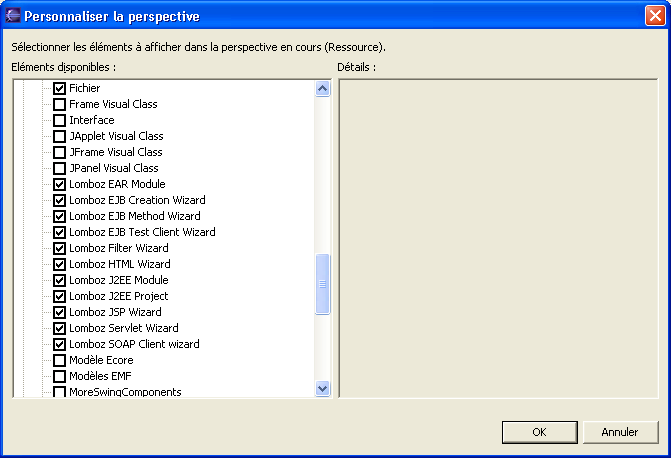 Personnaliser la perspective
Sélectionner les éléments à afficher dans la perspective en cours (Ressource).
Eléments disponibles :
Détails :
Fichier
Frame Visual Class
Interface
JApplet Visual Class
JFrame Visual Class
JPanel Visual Class
Lomboz EAR Module
Lomboz EJB Creation Wizard
Lomboz EJB Method Wizard
Lomboz EJB Test Client Wizard
Lomboz Filter Wizard
Lomboz HTML Wizard
Lomboz J2EE Module
Lomboz J2EE Project
Lomboz JSP Wizard
Lomboz Servlet Wizard
Lomboz SOAP Client wizard
Modèle Ecore
Modèles EMF
MoreSwingComponents
OK
Annuler